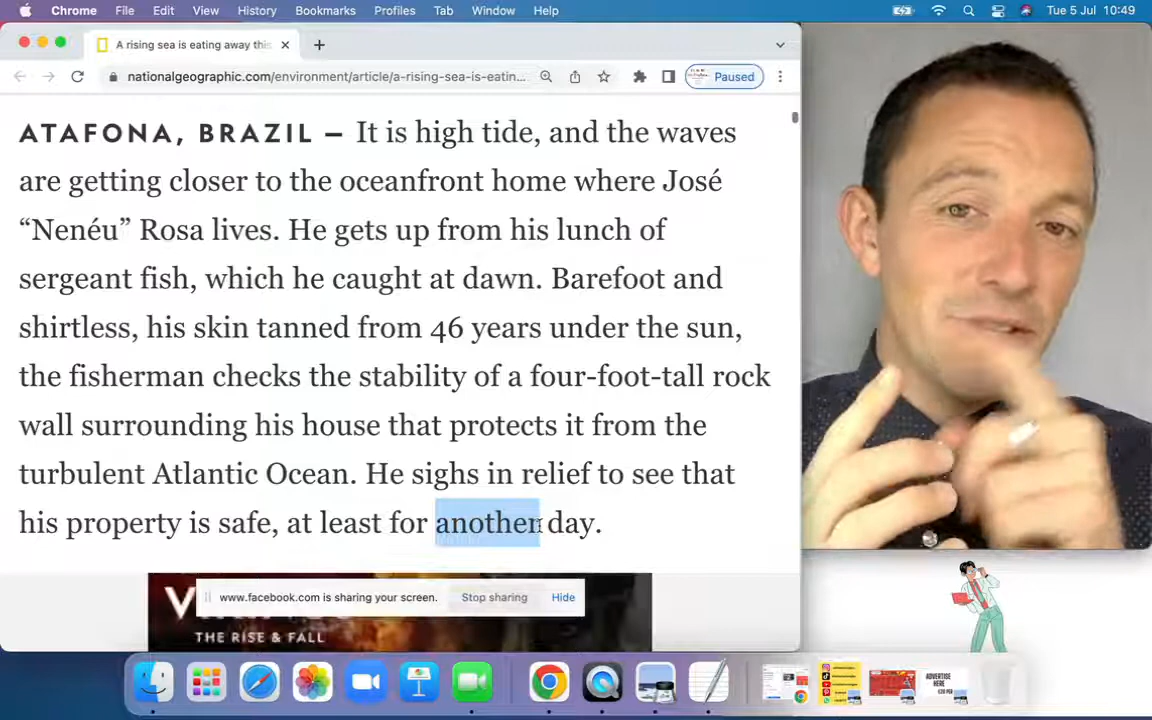 Chrome File Edit View History Bookmarks Profiles Tab Window Help Tue 5 Jul 10:49
A rising sea is eating away this
nationalgeographic.com/environment/article/a-rising-sea-is-eatin... Paused
ATAFONA, BRAZIL – It is high tide, and the waves
are getting closer to the oceanfront home where José
“Nenéu” Rosa lives. He gets up from his lunch of
sergeant fish, which he caught at dawn. Barefoot and
shirtless, his skin tanned from 46 years under the sun,
the fisherman checks the stability of a four-foot-tall rock
wall surrounding his house that protects it from the
turbulent Atlantic Ocean. He sighs in relief to see that
his property is safe, at least for another day.
www.facebook.com is sharing your screen. Stop sharing Hide
THE RISE & FALL
ADVERTISE
HERE